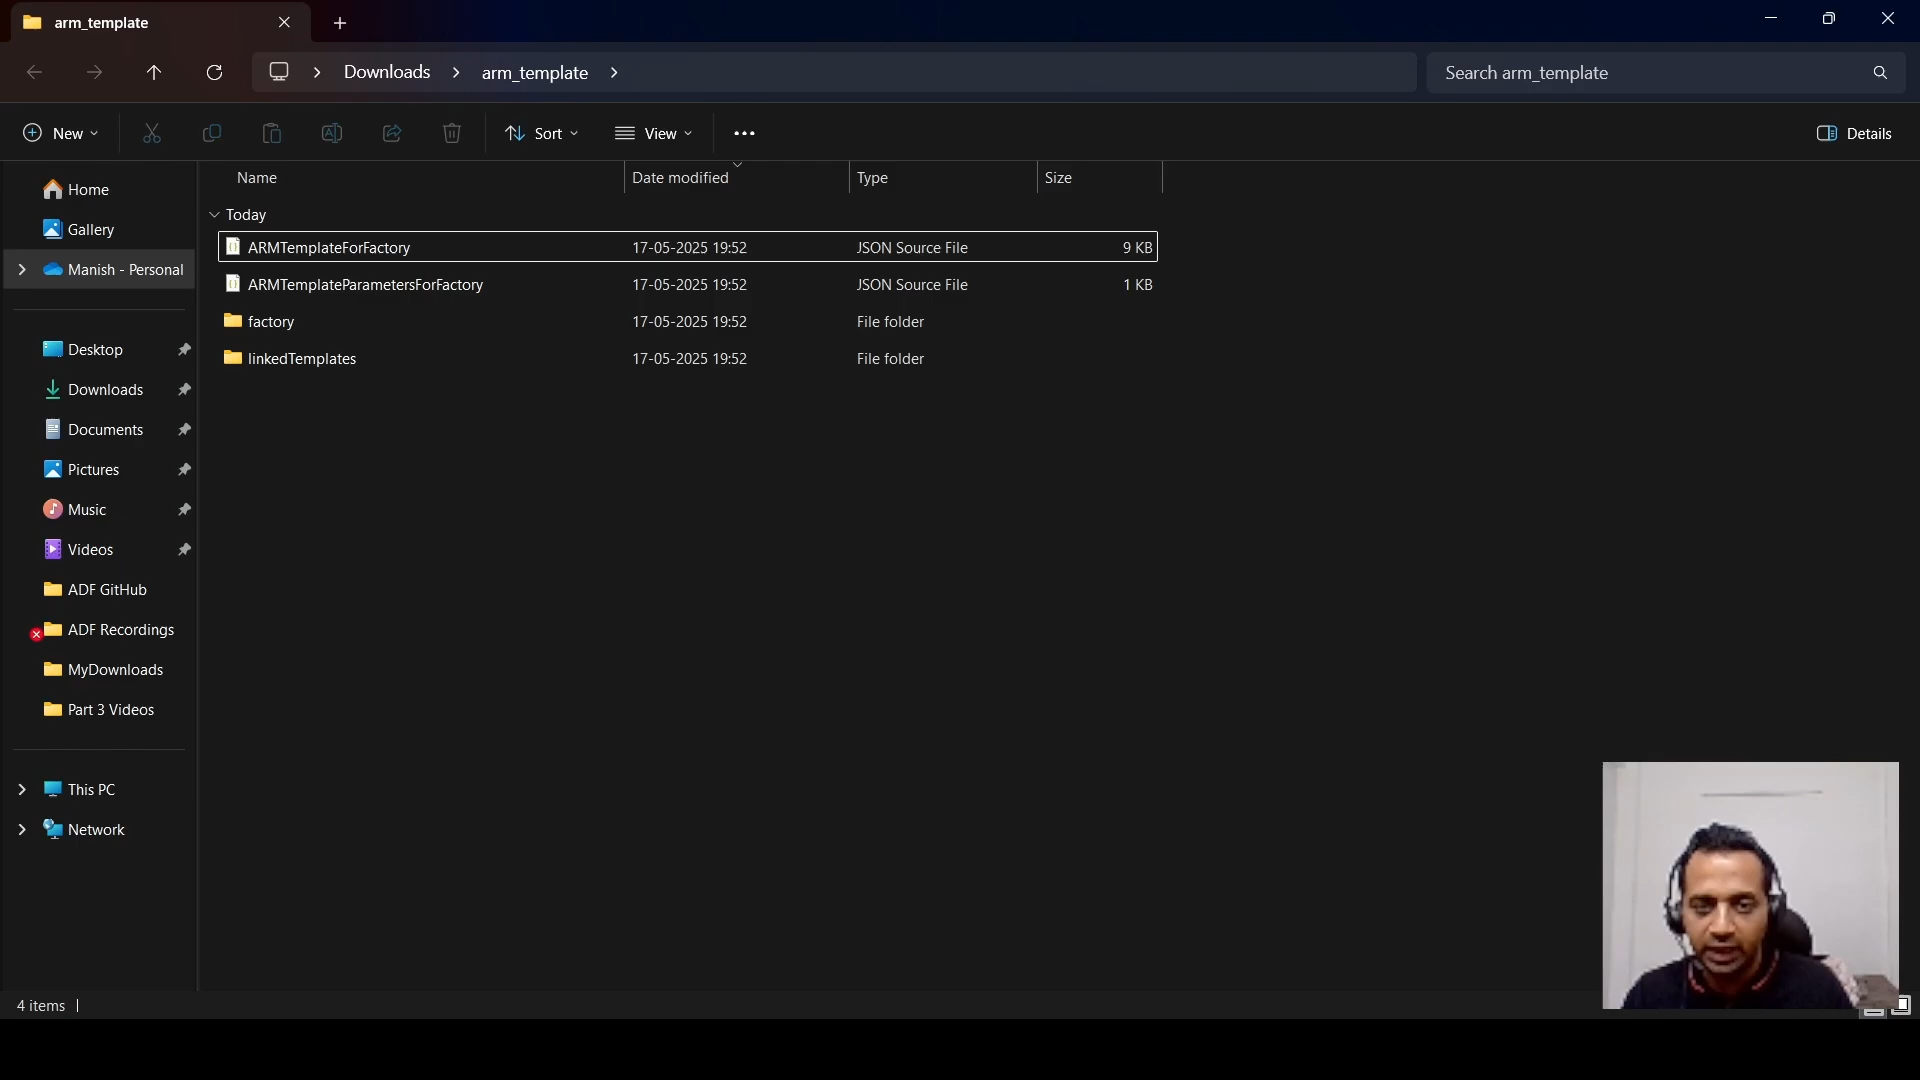 arm_template
Downloads arm_template
Search arm_template
New
Sort
View
Details
Name Date modified Type Size
Today
ARMTemplateForFactory 17-05-2025 19:52 JSON Source File 9 KB
ARMTemplateParametersForFactory 17-05-2025 19:52 JSON Source File 1 KB
factory 17-05-2025 19:52 File folder
linkedTemplates 17-05-2025 19:52 File folder
Home
Gallery
Manish - Personal
Desktop
Downloads
Documents
Pictures
Music
Videos
ADF GitHub
ADF Recordings
MyDownloads
Part 3 Videos
This PC
Network
4 items